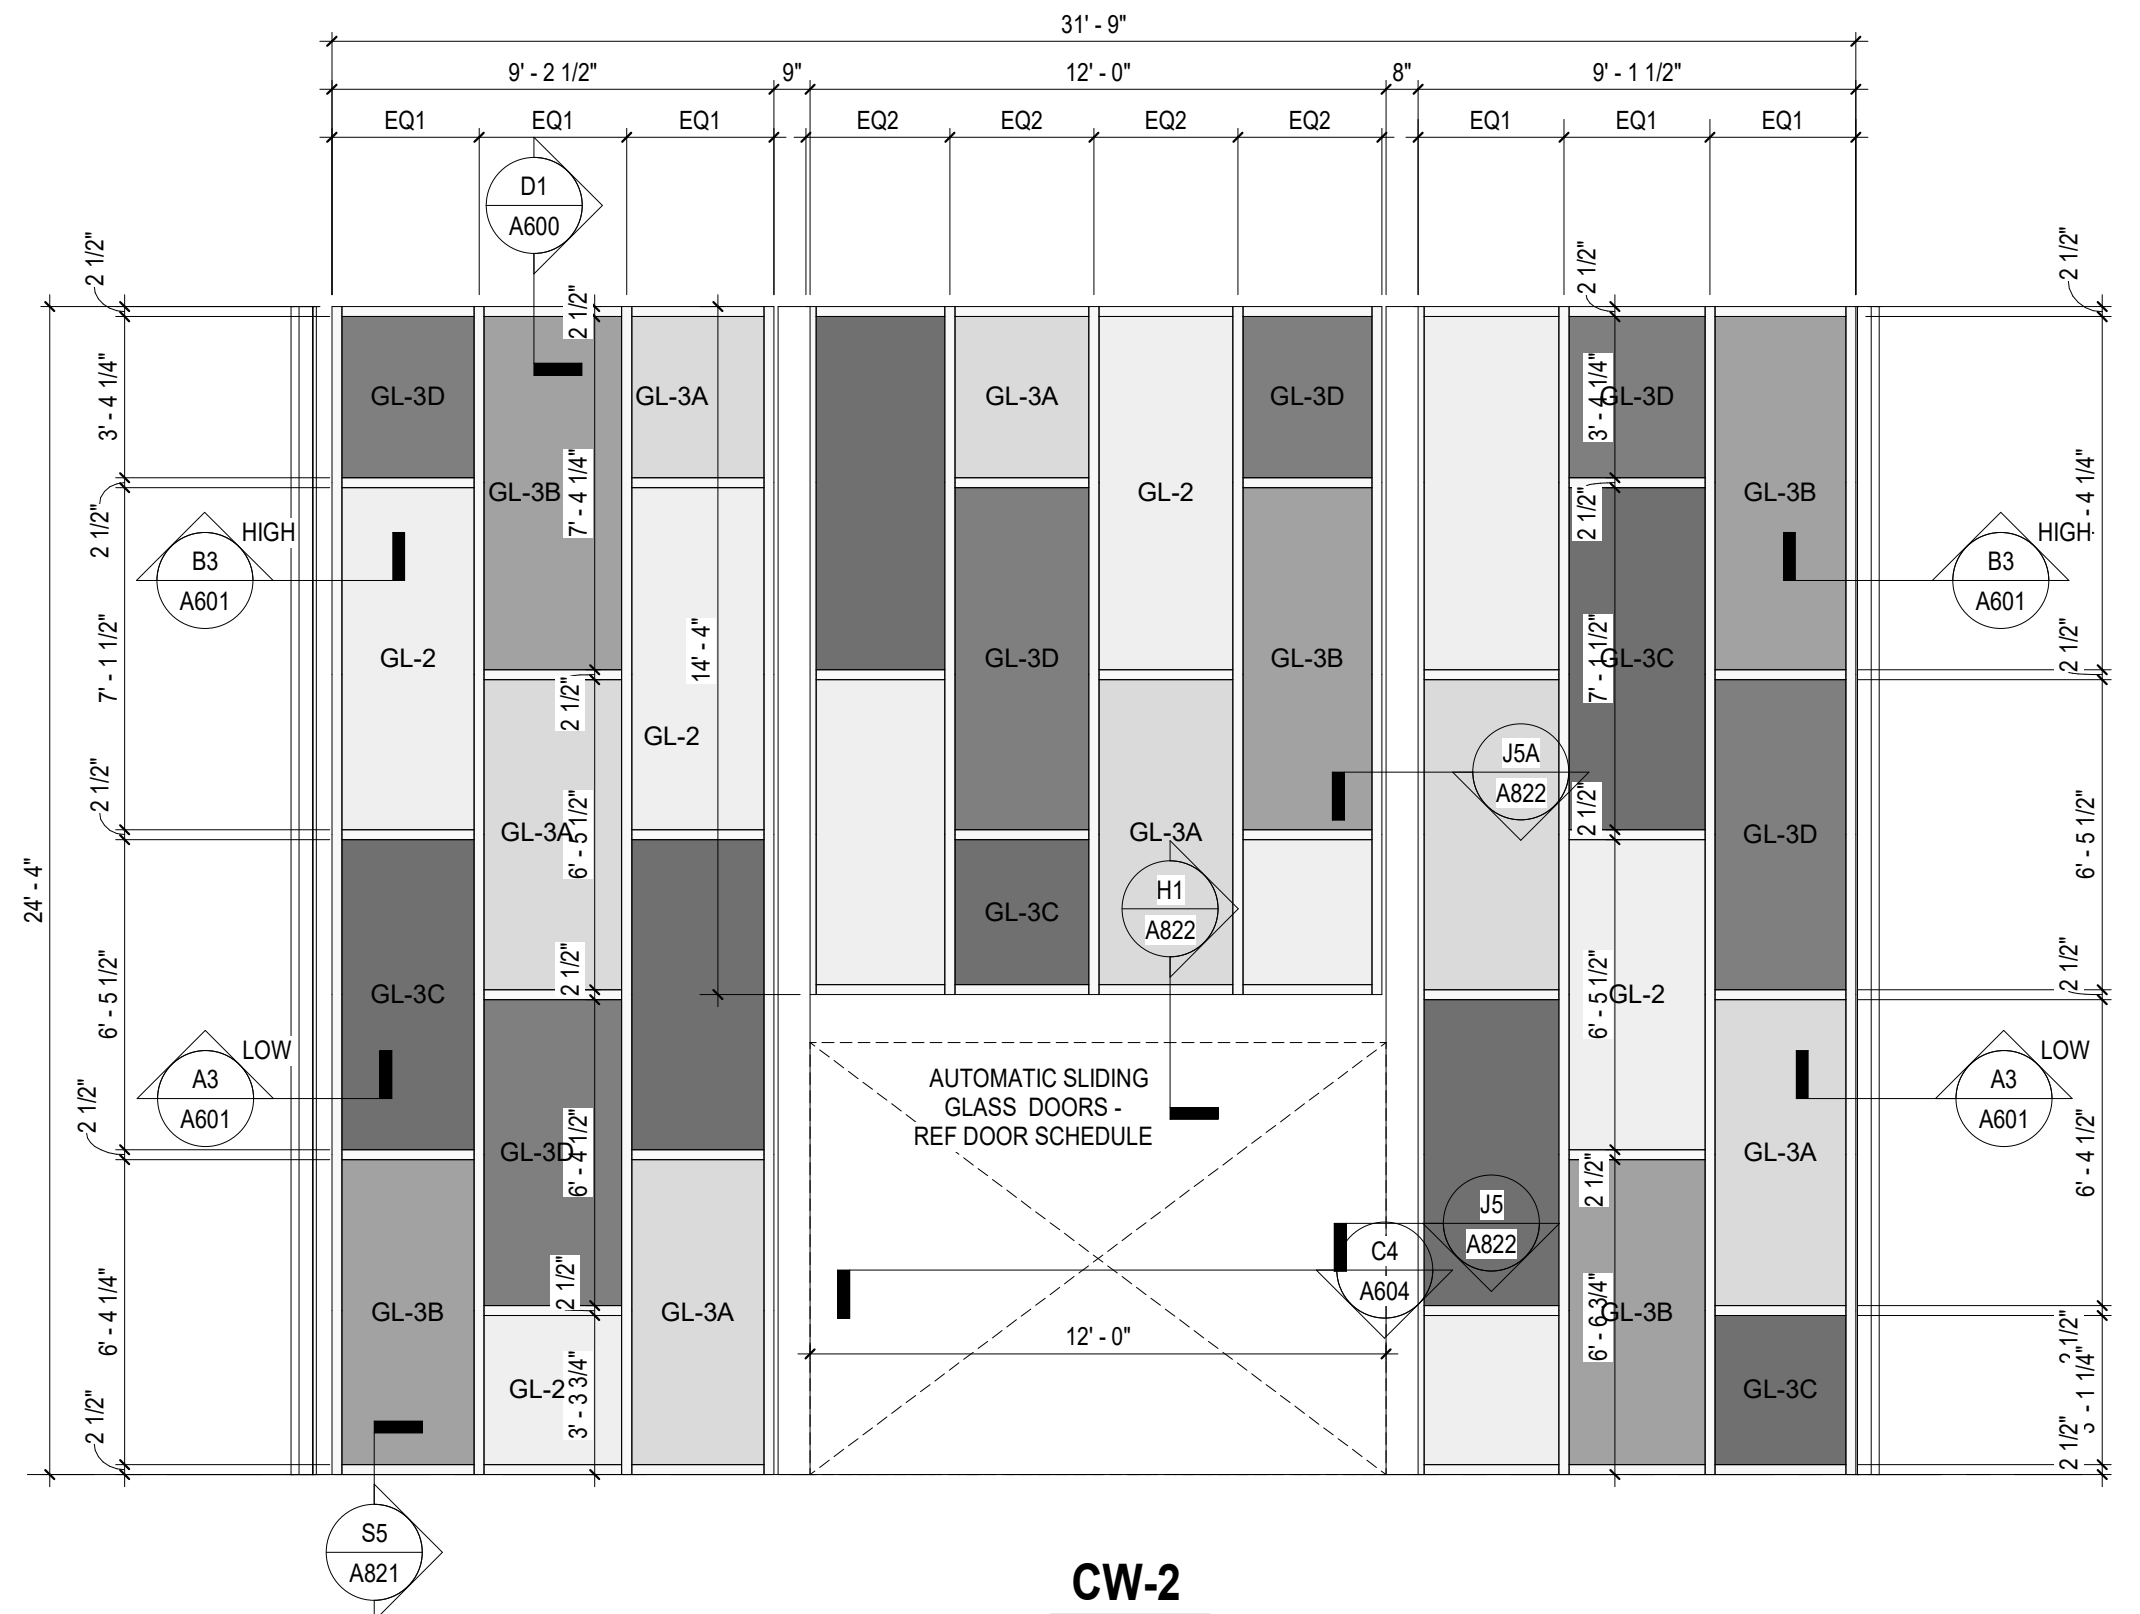 31' - 9"
9' - 2 1/2" 9" 12' - 0" 8" 9' - 1 1/2"
EQ1 EQ1 EQ1 EQ2 EQ2 EQ2 EQ2 EQ1 EQ1 EQ1
D1
A600
2 1/2" 2 1/2" 2 1/2" 2 1/2"
3' - 4 1/4" GL-3D GL-3A GL-3A GL-3D 3' - 4 1/4" GL-3D
GL-3B 7' - 4 1/4" GL-2 GL-3B - 4 1/4"
2 1/2" HIGH 2 1/2" HIGH
B3 B3
A601 A601
7' - 1 1/2" GL-2 14' - 4" GL-3D GL-3B 7' - 1 1/2" GL-3C 2 1/2"
2 1/2"
GL-2
J5A
A822
2 1/2" 2 1/2"
GL-3A 6' - 5 1/2" GL-3A GL-3D 6' - 5 1/2"
24' - 4"
H1
A822
GL-3C
2 1/2" 2 1/2"
6' - 5 1/2" GL-3C 6' - 5 1/2" GL-2
LOW LOW
A3 A3
A601 A601
AUTOMATIC SLIDING
GLASS DOORS -
REF DOOR SCHEDULE
2 1/2"
GL-3D 6' - 4 1/2" GL-3A 6' - 4 1/2"
2 1/2"
J5
A822
C4
A604
2 1/2"
6' - 4 1/4" GL-3B GL-3A 6' - 6 3/4" GL-3B
12' - 0"
2 1/2"
GL-2 3' - 3 3/4" GL-3C - 1 1/4"
2 1/2" 2 1/2"
S5
A821
CW-2